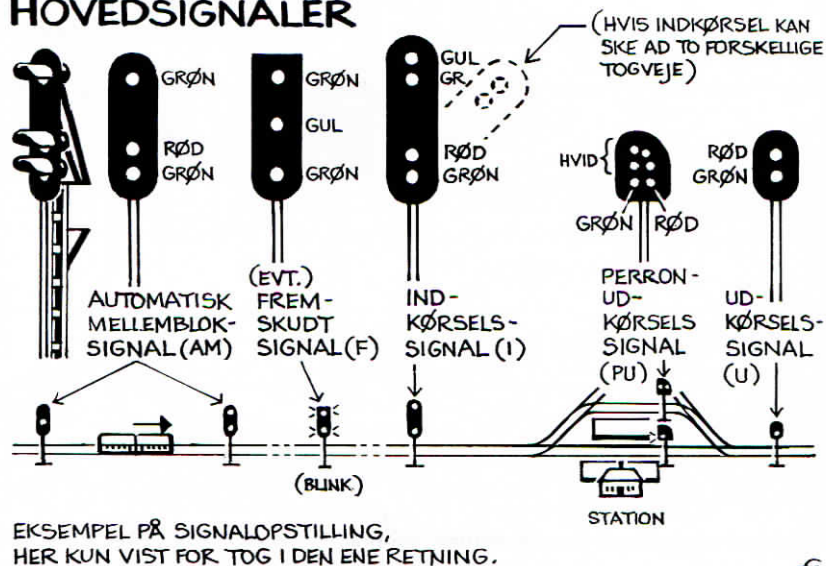 HOVEDSIGNALER
(HVIS INDKØRSEL KAN
SKE AD TO FORSKELLIGE
TOGVEJE)
GRØN
RØD
GRØN
GRØN
GUL
GRØN
GUL
GR.
RØD
GRØN
HVID
GRØN RØD
RØD
GRØN
AUTOMATISK
MELLEMBLOK-
SIGNAL (AM)
(EVT.)
FREM-
SKUDT
SIGNAL (F)
IND-
KØRSELS-
SIGNAL (I)
PERRON-
UD-
KØRSELS
SIGNAL
(PU)
UD-
KØRSELS-
SIGNAL
(U)
(BLINK)
STATION
EKSEMPEL PÅ SIGNALOPSTILLING,
HER KUN VIST FOR TOG I DEN ENE RETNING.